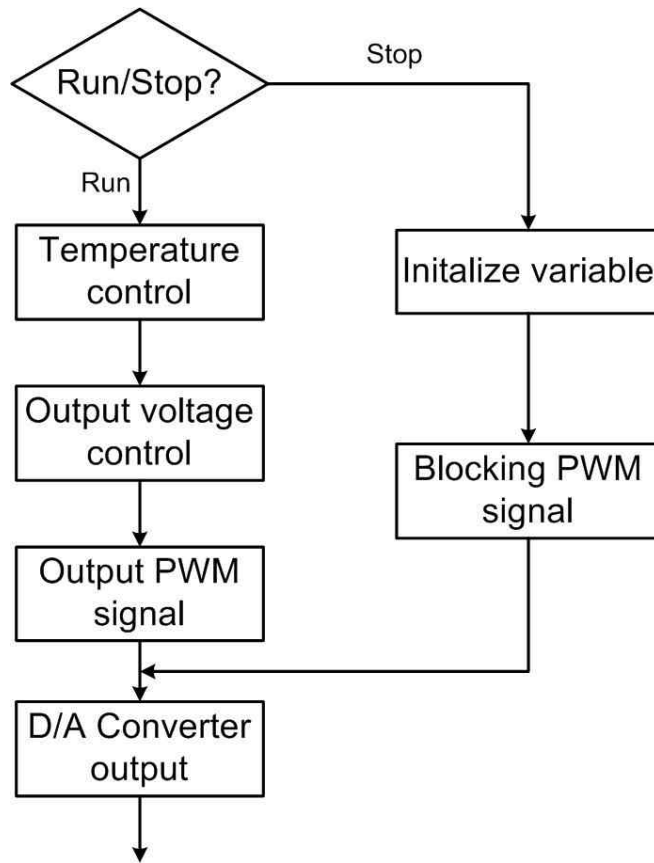 Run/Stop?
Stop
Run
Temperature
control
Initalize variable
Output voltage
control
Blocking PWM
signal
Output PWM
signal
D/A Converter
output